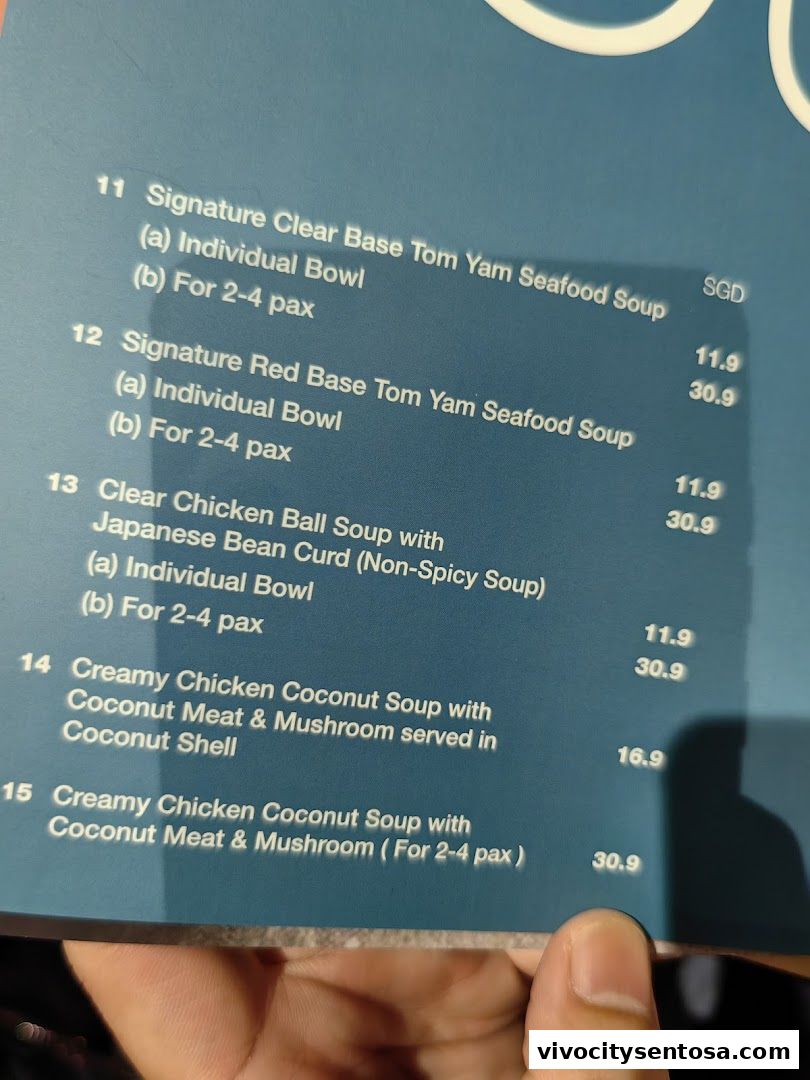 SGD
11 Signature Clear Base Tom Yam Seafood Soup
(a) Individual Bowl 11.9
(b) For 2-4 pax 30.9
12 Signature Red Base Tom Yam Seafood Soup
(a) Individual Bowl 11.9
(b) For 2-4 pax 30.9
13 Clear Chicken Ball Soup with
Japanese Bean Curd (Non-Spicy Soup)
(a) Individual Bowl 11.9
(b) For 2-4 pax 30.9
14 Creamy Chicken Coconut Soup with
Coconut Meat & Mushroom served in
Coconut Shell 16.9
15 Creamy Chicken Coconut Soup with
Coconut Meat & Mushroom ( For 2-4 pax ) 30.9
vivocitysentosa.com